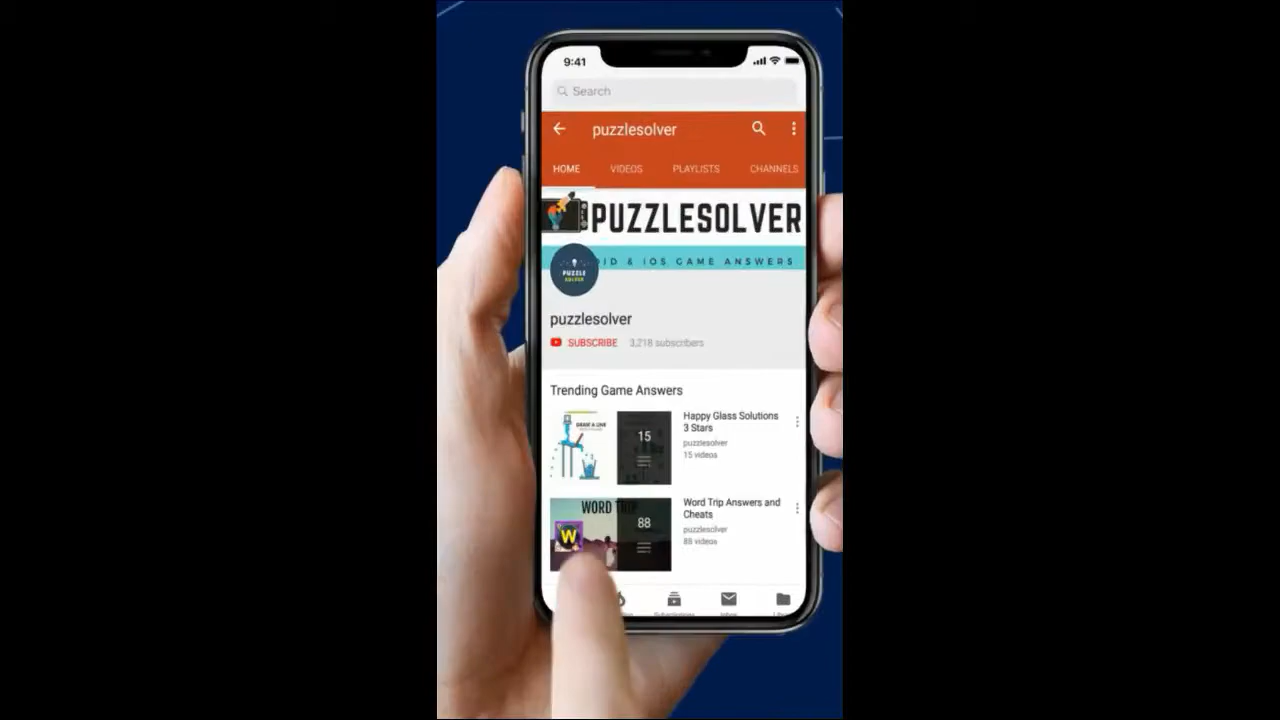 9:41
Search
puzzlesolver
HOME VIDEOS PLAYLISTS CHANNELS
PUZZLESOLVER
& IOS GAME ANSWERS
PUZZLE
SOLVER
puzzlesolver
SUBSCRIBE 3,218 subscribers
Trending Game Answers
DRAW A LINE
15
Happy Glass Solutions
3 Stars
puzzlesolver
15 videos
WORD TRIP
W
88
Word Trip Answers and
Cheats
puzzlesolver
88 videos